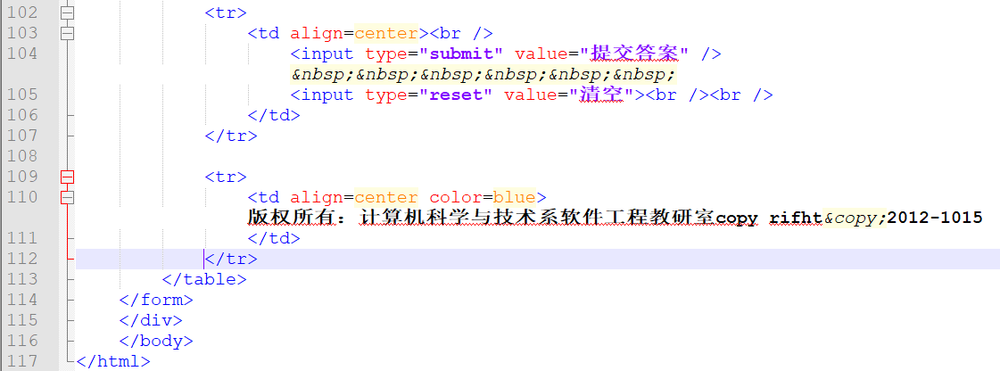 102 <tr>
103 <td align=center><br />
104 <input type="submit" value="提交答案" />
&nbsp;&nbsp;&nbsp;&nbsp;&nbsp;&nbsp;
105 <input type="reset" value="清空"><br /><br />
106 </td>
107 </tr>
108
109 <tr>
110 <td align=center color=blue>
版权所有：计算机科学与技术系软件工程教研室copy rifht&copy;2012-1015
111 </td>
112 </tr>
113 </table>
114 </form>
115 </div>
116 </body>
117 </html>